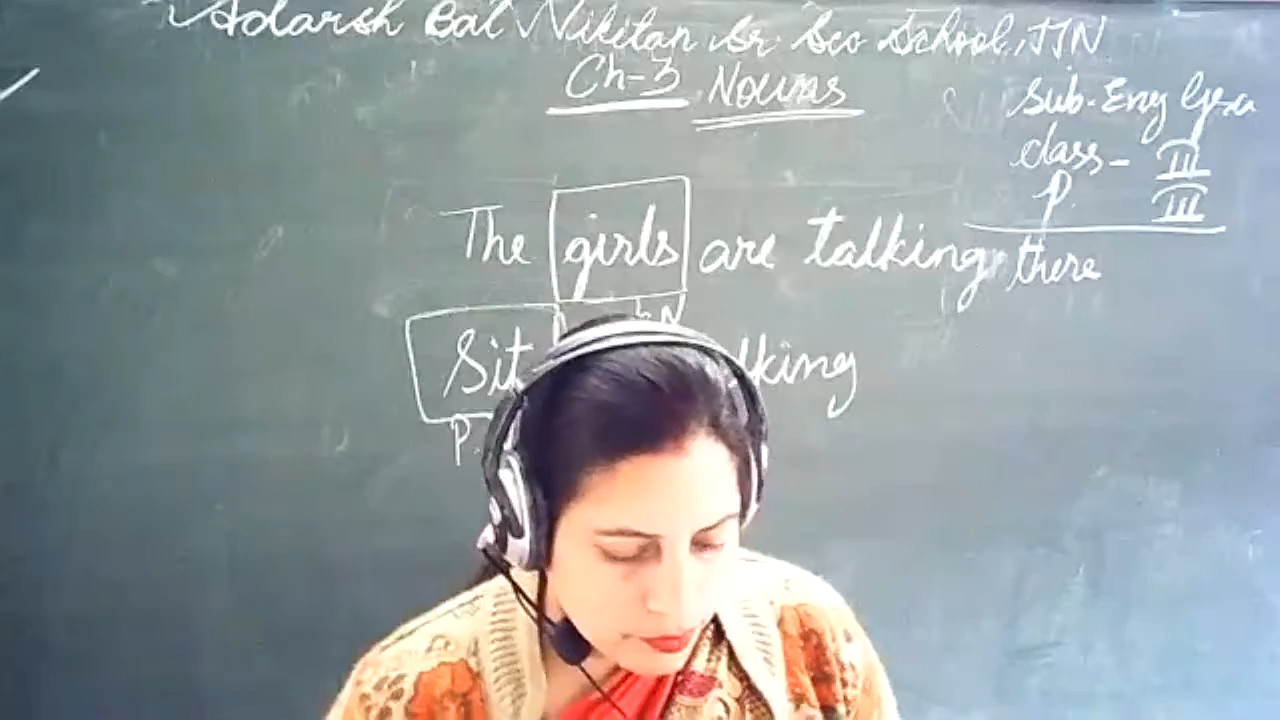 Adarsh Bal Nikitan Sr. Sec School, JJN
Ch-3 Nouns
Sub. Eng Gra
class - III
P. III
The girls are talking there
Sit lking
P.